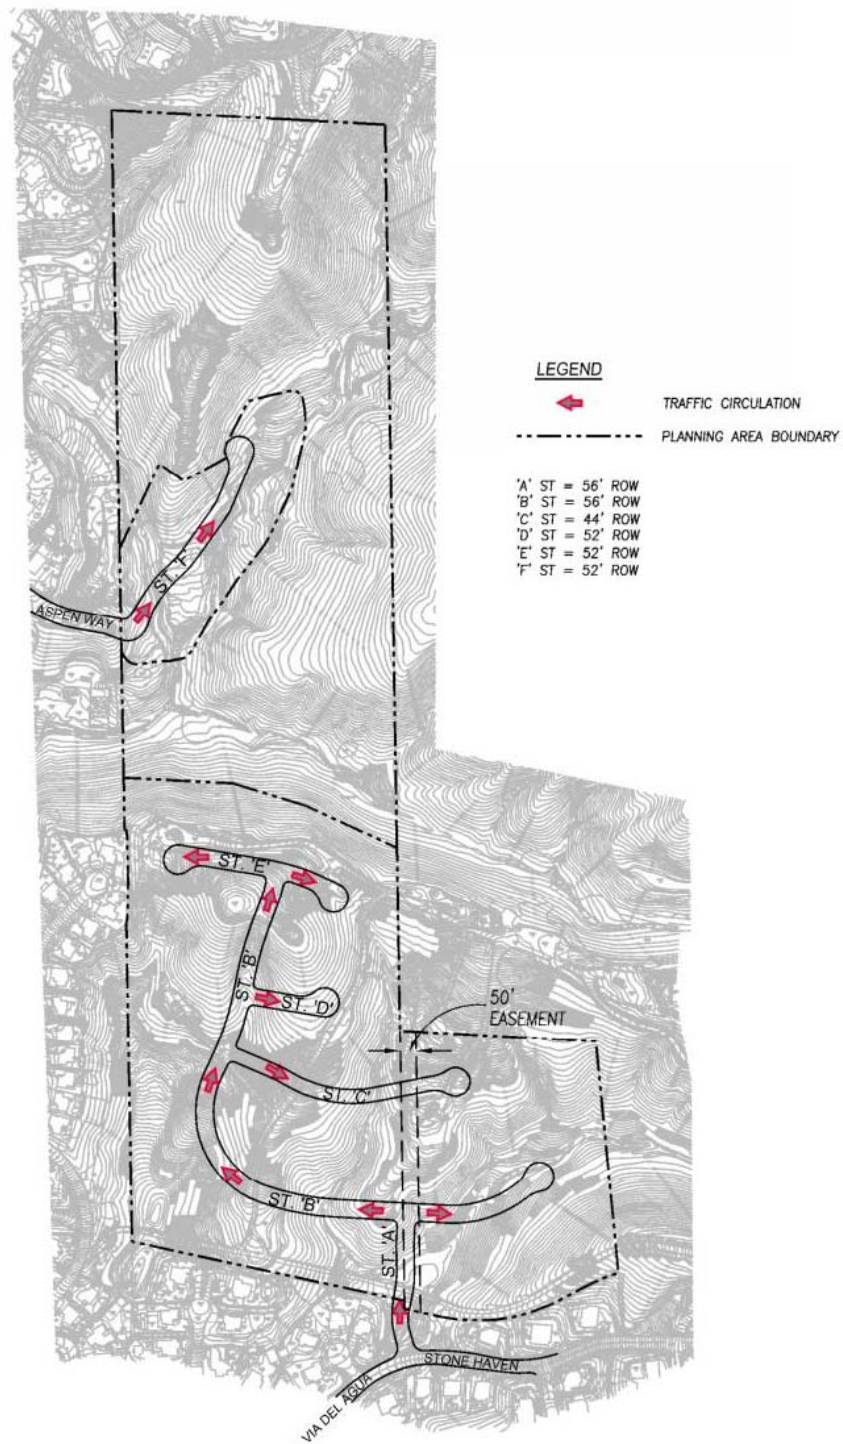 LEGEND
TRAFFIC CIRCULATION
PLANNING AREA BOUNDARY
'A' ST = 56' ROW
'B' ST = 56' ROW
'C' ST = 44' ROW
'D' ST = 52' ROW
'E' ST = 52' ROW
'F' ST = 52' ROW
ST. 'F'
ASPEN WAY
ST. 'E'
ST. 'B'
ST. 'D'
50'
EASEMENT
ST. 'C'
ST. 'B'
ST. 'A'
STONE HAVEN
VIA DEL AGUA